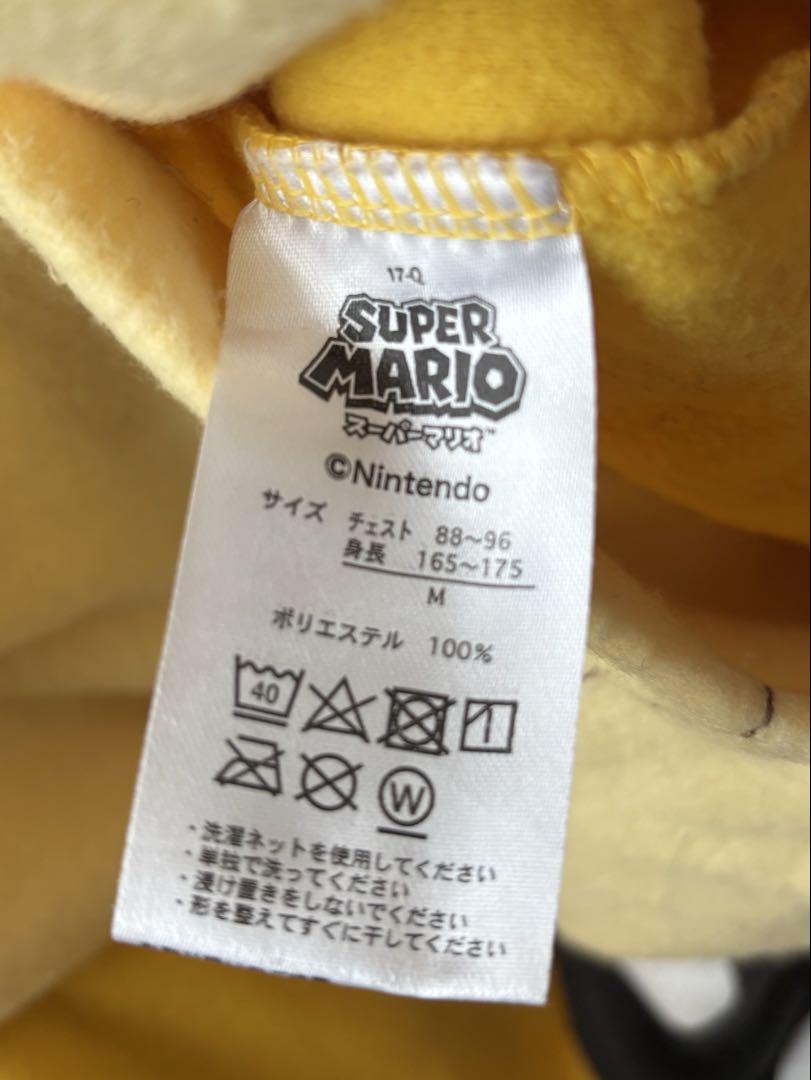 17-Q
SUPER
MARIO
スーパーマリオ™
©Nintendo
サイズ チェスト 88～96
身長 165～175
M
ポリエステル 100%
40
W
・洗濯ネットを使用してください
・単独で洗ってください
・浸け置きをしないでください
・形を整えてすぐに干してください